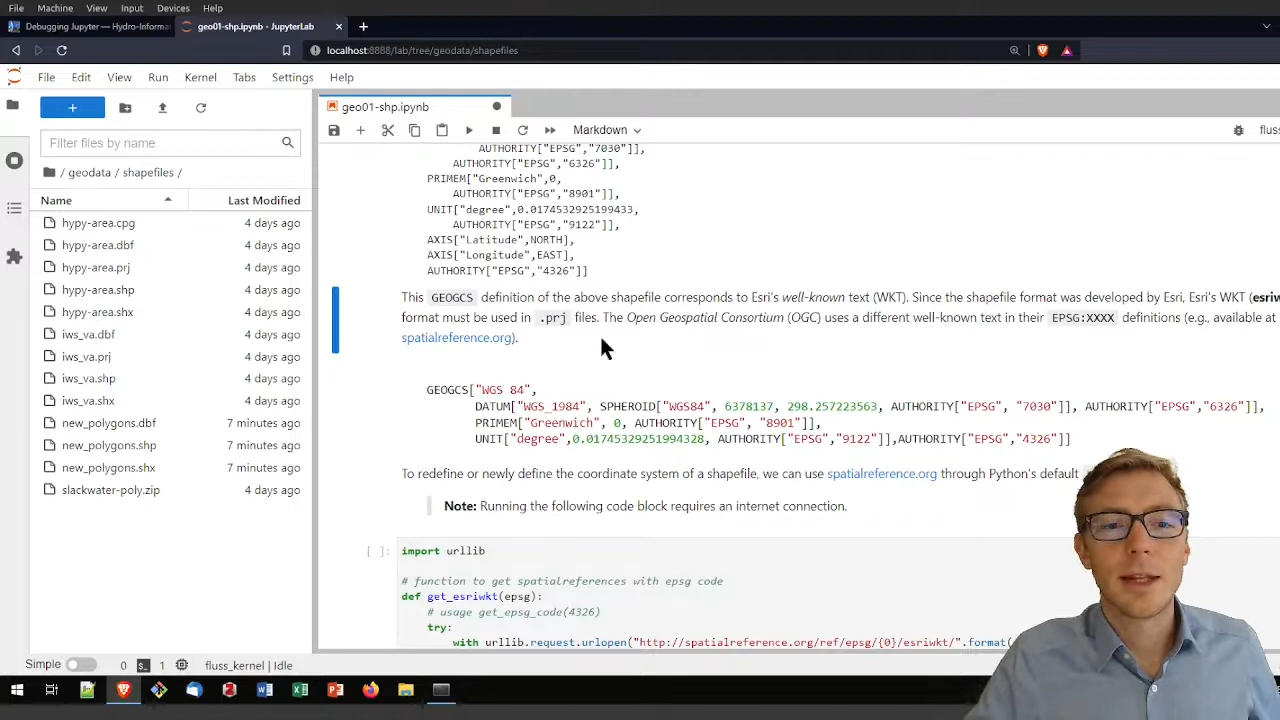 File Machine View Input Devices Help
Debugging Jupyter — Hydro-Informat
geo01-shp.ipynb - JupyterLab
localhost:8888/lab/tree/geodata/shapefiles
File Edit View Run Kernel Tabs Settings Help
geo01-shp.ipynb
Markdown
Filter files by name
/ geodata / shapefiles /
Name Last Modified
hypy-area.cpg 4 days ago
hypy-area.dbf 4 days ago
hypy-area.prj 4 days ago
hypy-area.shp 4 days ago
hypy-area.shx 4 days ago
iws_va.dbf 4 days ago
iws_va.prj 4 days ago
iws_va.shp 4 days ago
iws_va.shx 4 days ago
new_polygons.dbf 7 minutes ago
new_polygons.shp 7 minutes ago
new_polygons.shx 7 minutes ago
slackwater-poly.zip 4 days ago
AUTHORITY["EPSG","7030"]],
AUTHORITY["EPSG","6326"]],
PRIMEM["Greenwich",0,
AUTHORITY["EPSG","8901"]],
UNIT["degree",0.0174532925199433,
AUTHORITY["EPSG","9122"]],
AXIS["Latitude",NORTH],
AXIS["Longitude",EAST],
AUTHORITY["EPSG","4326"]]
This GEOGCS definition of the above shapefile corresponds to Esri's well-known text (WKT). Since the shapefile format was developed by Esri, Esri's WKT (esriw
format must be used in .prj files. The Open Geospatial Consortium (OGC) uses a different well-known text in their EPSG:XXXX definitions (e.g., available at
spatialreference.org).
GEOGCS["WGS 84",
DATUM["WGS_1984", SPHEROID["WGS84", 6378137, 298.257223563, AUTHORITY["EPSG", "7030"]], AUTHORITY["EPSG","6326"]],
PRIMEM["Greenwich", 0, AUTHORITY["EPSG", "8901"]],
UNIT["degree",0.01745329251994328, AUTHORITY["EPSG","9122"]],AUTHORITY["EPSG","4326"]]
To redefine or newly define the coordinate system of a shapefile, we can use spatialreference.org through Python's default
Note: Running the following code block requires an internet connection.
[ ]: import urllib
# function to get spatialreferences with epsg code
def get_esriwkt(epsg):
# usage get_epsg_code(4326)
try:
with urllib.request.urlopen("http://spatialreference.org/ref/epsg/{0}/esriwkt/".format(
Simple 0 1 fluss_kernel | Idle